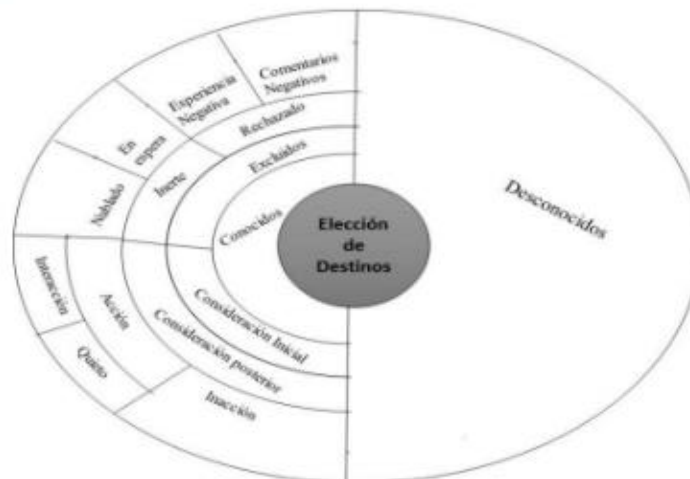 Comentarios
Negativos
Experiencia
Negativa
Rechazado
En
espera
Excluidos
Inerte
Nublado
Conocidos
Elección
de
Destinos
Desconocidos
Interacción
Acción
Consideración Inicial
Consideración posterior
Quieto
Inacción